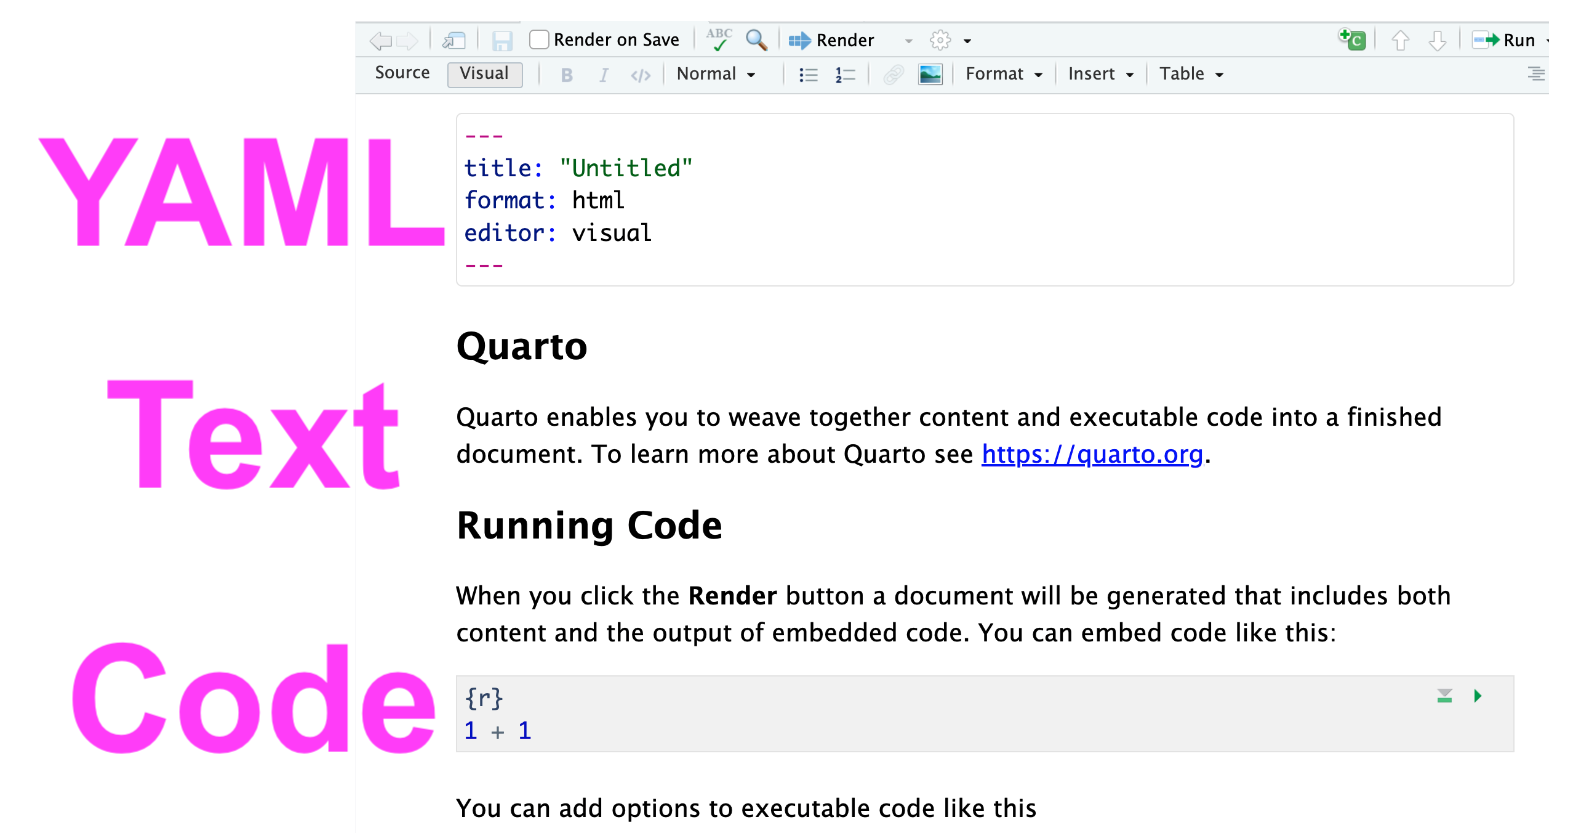 Render on Save ABC Render C Run
Source Visual B I </> Normal Format Insert Table
YAML
---
title: "Untitled"
format: html
editor: visual
---
Quarto
Text
Quarto enables you to weave together content and executable code into a finished
document. To learn more about Quarto see https://quarto.org.
Running Code
When you click the Render button a document will be generated that includes both
content and the output of embedded code. You can embed code like this:
Code
{r}
1 + 1
You can add options to executable code like this